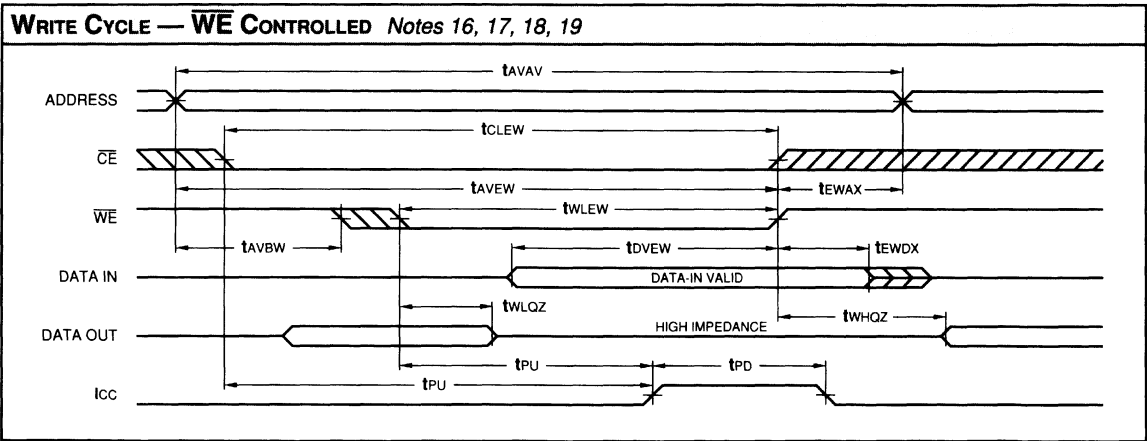 WRITE CYCLE — WE CONTROLLED Notes 16, 17, 18, 19
tAVAV
ADDRESS
tCLEW
CE
tAVEW
tEWAX
WE
tWLEW
tAVBW
tDVEW
tEWDX
DATA IN
DATA-IN VALID
tWLQZ
tWHQZ
DATA OUT
HIGH IMPEDANCE
tPU
tPD
tPU
ICC